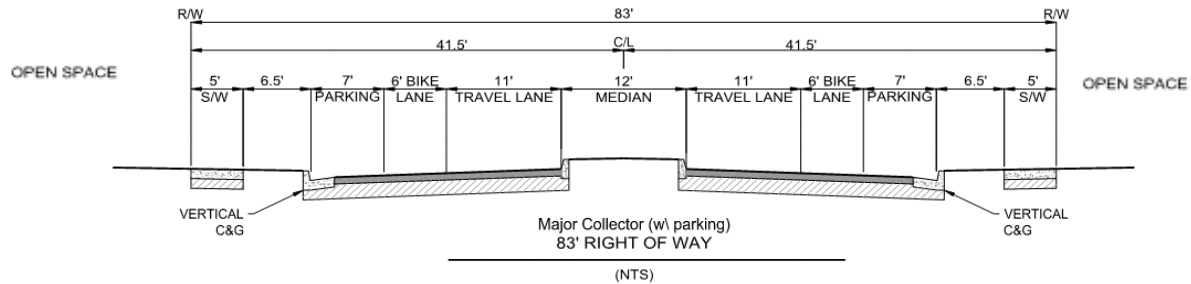 R/W 83' R/W
41.5' C/L 41.5'
OPEN SPACE OPEN SPACE
5' 6.5' 7' 6' BIKE 11' 12' 11' 6' BIKE 7' 6.5' 5'
S/W PARKING LANE TRAVEL LANE MEDIAN TRAVEL LANE LANE PARKING S/W
VERTICAL VERTICAL
C&G C&G
Major Collector (w\ parking)
83' RIGHT OF WAY
(NTS)